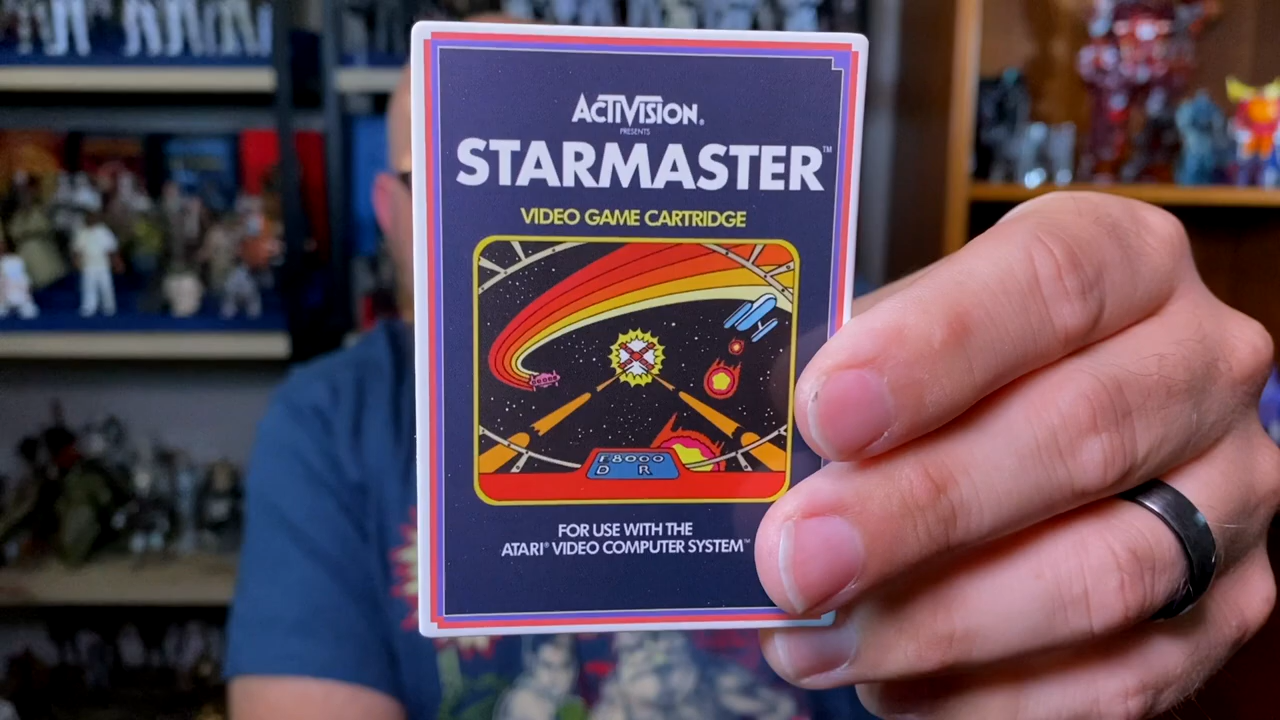 ACTIVISION®
PRESENTS
STARMASTER™
VIDEO GAME CARTRIDGE
F8000
D R
FOR USE WITH THE
ATARI® VIDEO COMPUTER SYSTEM™